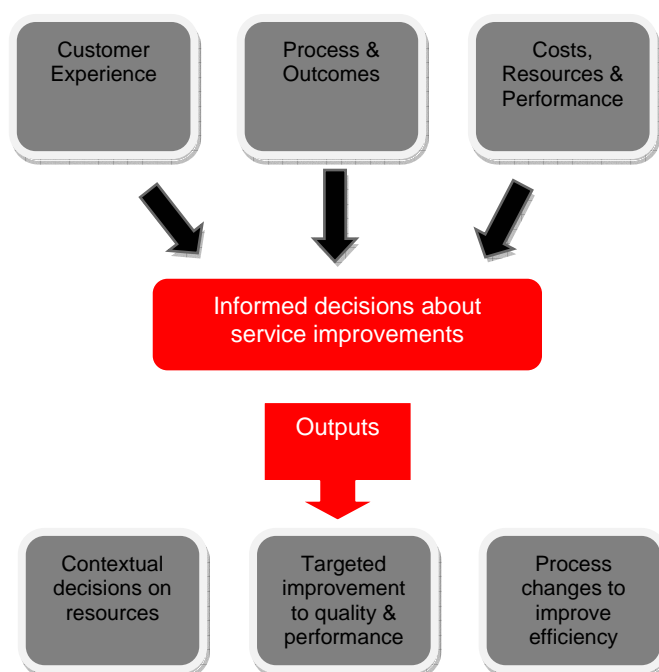 Customer
Experience
Process &
Outcomes
Costs,
Resources &
Performance
Informed decisions about
service improvements
Outputs
Contextual
decisions on
resources
Targeted
improvement
to quality &
performance
Process
changes to
improve
efficiency